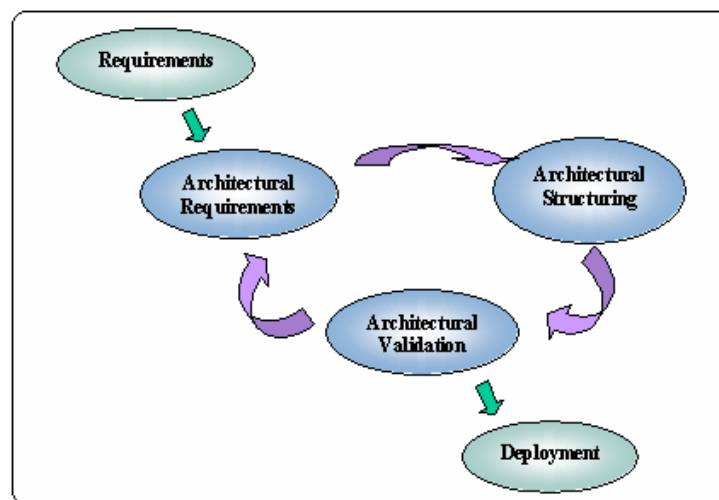 Requirements
Architectural
Requirements
Architectural
Structuring
Architectural
Validation
Deployment